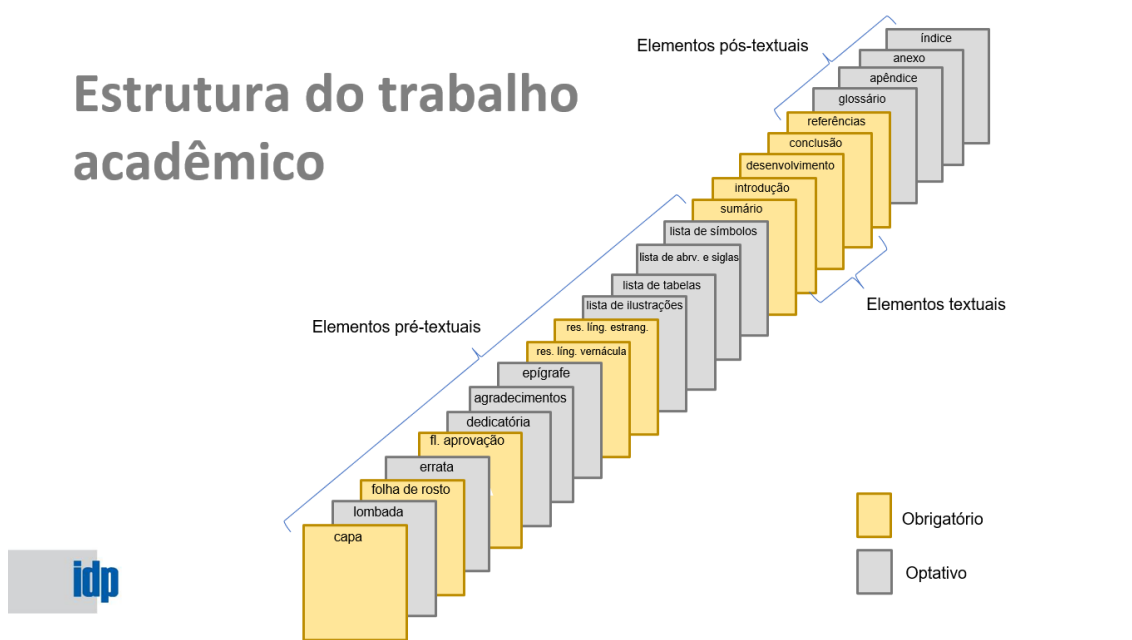 Estrutura do trabalho
acadêmico
Elementos pós-textuais
índice
anexo
apêndice
glossário
referências
conclusão
desenvolvimento
introdução
sumário
lista de símbolos
lista de abrv. e siglas
lista de tabelas
lista de ilustrações
res. líng. estrang.
res. líng. vernácula
epígrafe
agradecimentos
dedicatória
fl. aprovação
errata
folha de rosto
lombada
capa
Elementos pré-textuais
Elementos textuais
Obrigatório
Optativo
idp